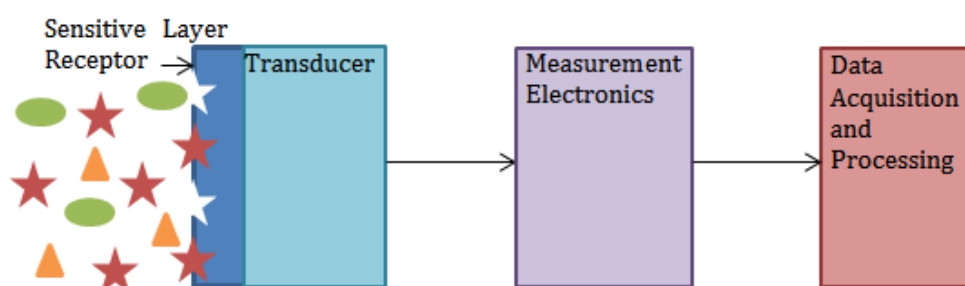 Sensitive Layer
Receptor
Transducer
Measurement
Electronics
Data
Acquisition
and
Processing